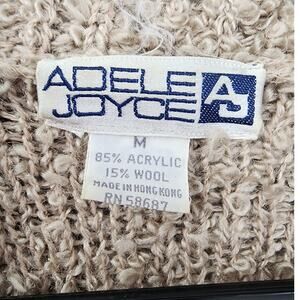 ADELE
JOYCE
AJ
M
85% ACRYLIC
15% WOOL
MADE IN HONG KONG
RN 58687